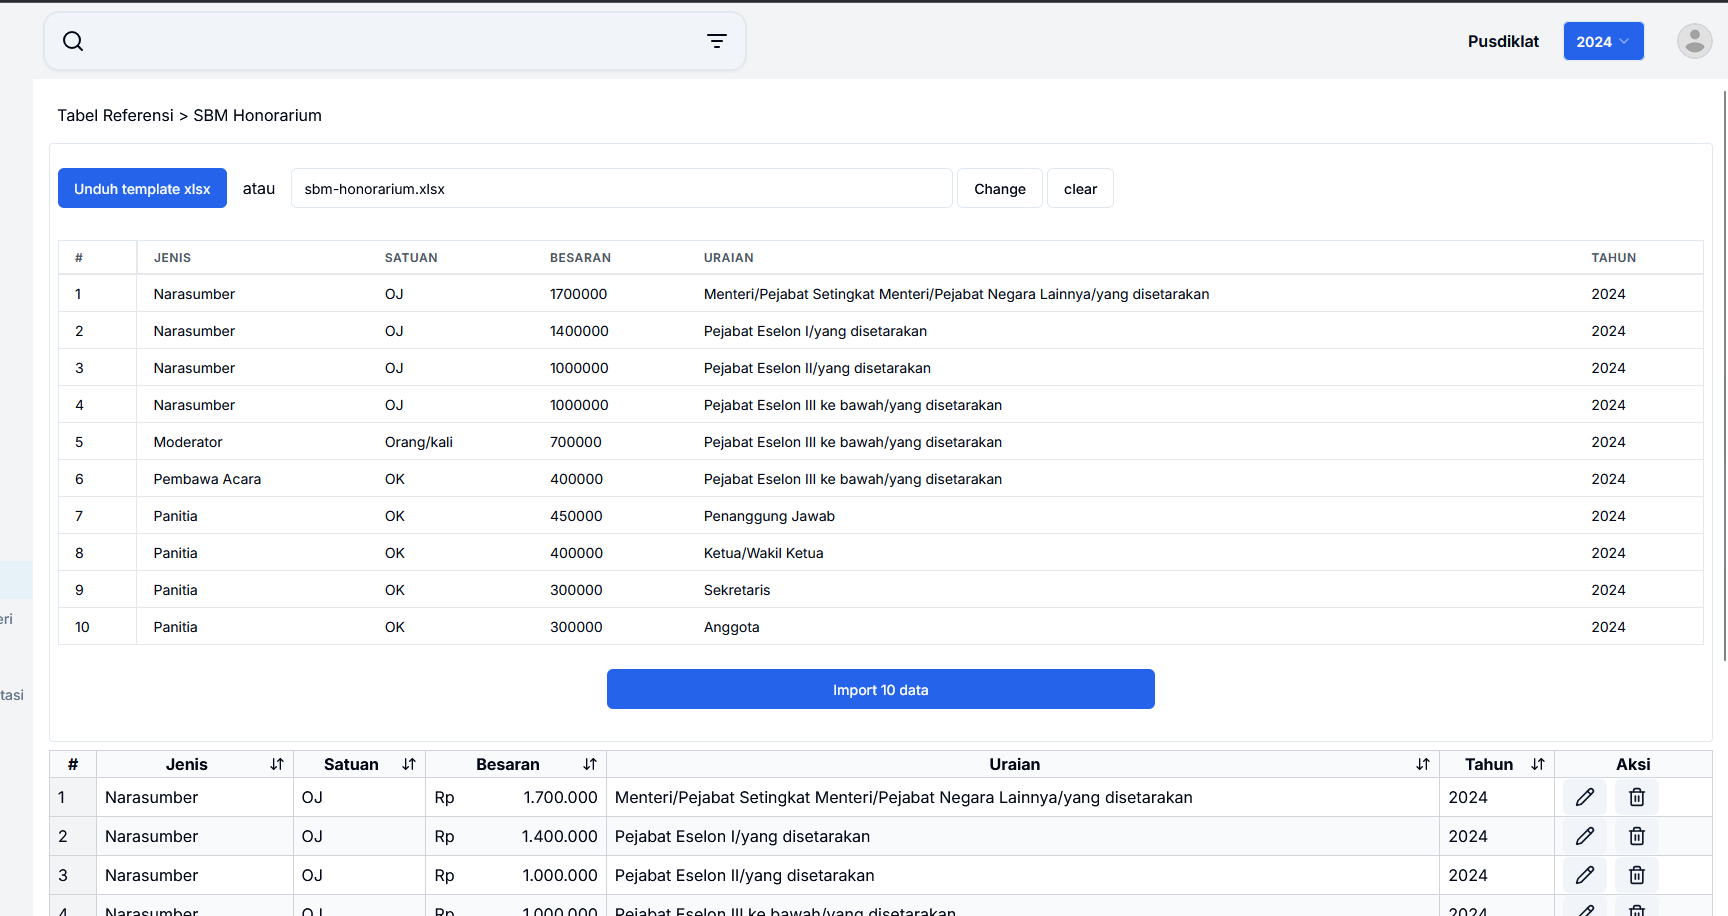 Pusdiklat 2024
Tabel Referensi > SBM Honorarium
Unduh template xlsx atau sbm-honorarium.xlsx Change clear
# JENIS SATUAN BESARAN URAIAN TAHUN
1 Narasumber OJ 1700000 Menteri/Pejabat Setingkat Menteri/Pejabat Negara Lainnya/yang disetarakan 2024
2 Narasumber OJ 1400000 Pejabat Eselon I/yang disetarakan 2024
3 Narasumber OJ 1000000 Pejabat Eselon II/yang disetarakan 2024
4 Narasumber OJ 1000000 Pejabat Eselon III ke bawah/yang disetarakan 2024
5 Moderator Orang/kali 700000 Pejabat Eselon III ke bawah/yang disetarakan 2024
6 Pembawa Acara OK 400000 Pejabat Eselon III ke bawah/yang disetarakan 2024
7 Panitia OK 450000 Penanggung Jawab 2024
8 Panitia OK 400000 Ketua/Wakil Ketua 2024
9 Panitia OK 300000 Sekretaris 2024
eri
10 Panitia OK 300000 Anggota 2024
tasi
Import 10 data
# Jenis Satuan Besaran Uraian Tahun Aksi
1 Narasumber OJ Rp 1.700.000 Menteri/Pejabat Setingkat Menteri/Pejabat Negara Lainnya/yang disetarakan 2024
2 Narasumber OJ Rp 1.400.000 Pejabat Eselon I/yang disetarakan 2024
3 Narasumber OJ Rp 1.000.000 Pejabat Eselon II/yang disetarakan 2024
4 Narasumber OJ Rp 1.000.000 Pejabat Eselon III ke bawah/yang disetarakan 2024